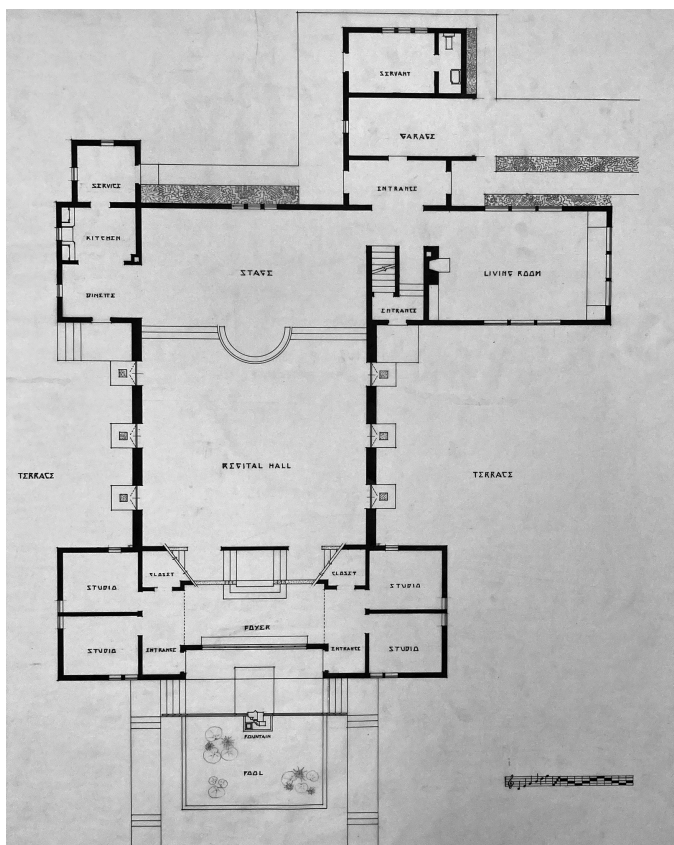 SERVANT
GARAGE
ENTRANCE
SERVICE
KITCHEN
DINETTE
STAGE
LIVING ROOM
ENTRANCE
RECITAL HALL
TERRACE
TERRACE
CLOSET
CLOSET
STUDIO
STUDIO
FOYER
STUDIO
ENTRANCE
ENTRANCE
STUDIO
FOUNTAIN
POOL